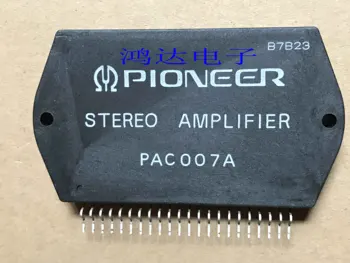 鸿达电子
B7B23
PIONEER
STEREO AMPLIFIER
PAC007A